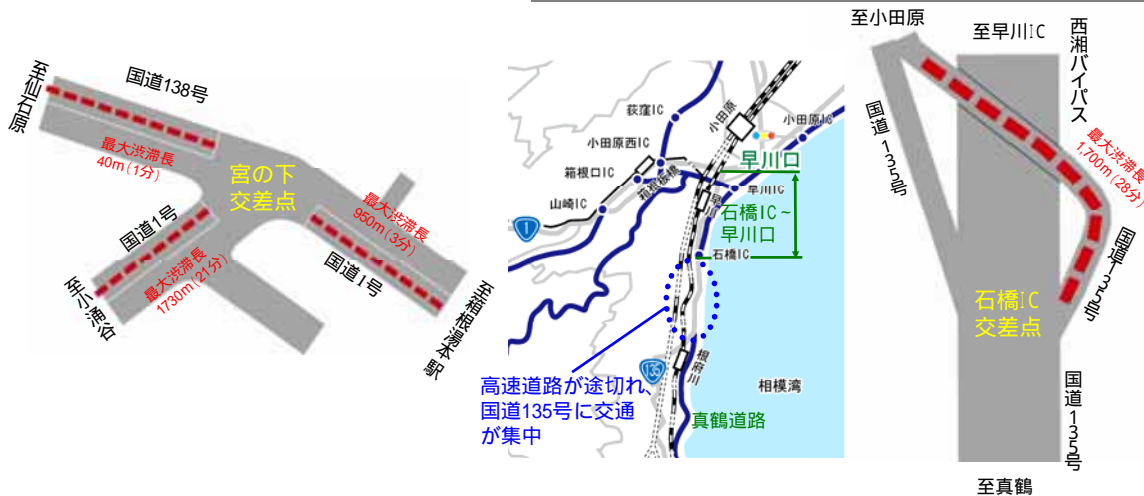 至仙石原
国道138号
最大渋滞長
40m(1分)
宮の下
交差点
国道1号
最大渋滞長
1730m(21分)
至小涌谷
最大渋滞長
950m(3分)
国道1号
至箱根湯本駅
荻窪IC
小田原
小田原IC
小田原西IC
早川口
箱根口IC
箱根板橋
早川IC
早川
山崎IC
1
石橋IC~
早川口
石橋IC
135
根府川
高速道路が途切れ、
国道135号に交通
が集中
相模湾
真鶴道路
至小田原
至早川IC
西湘バイパス
国道135号
最大渋滞長
1,700m(28分)
国道135号
石橋IC
交差点
国道135号
至真鶴